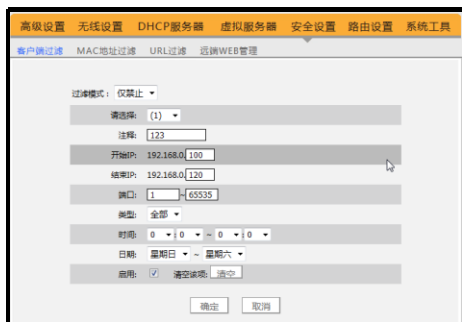 高级设置 无线设置 DHCP服务器 虚拟服务器 安全设置 路由设置 系统工具
客户端过滤 MAC地址过滤 URL过滤 远端WEB管理
过滤模式： 仅禁止
请选择: (1)
注释: 123
开始IP: 192.168.0. 100
结束IP: 192.168.0. 120
端口: 1 ~ 65535
类型: 全部
时间: 0 : 0 ~ 0 : 0
日期: 星期日 ~ 星期六
启用: 清空该项: 清空
确定 取消